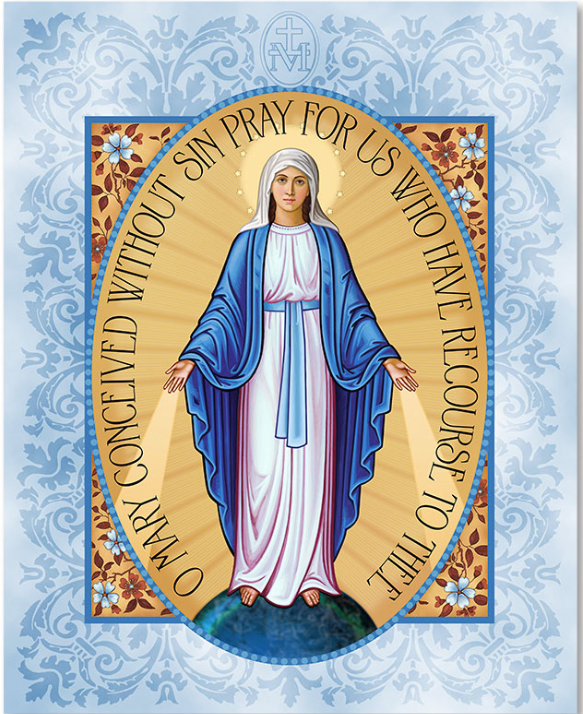 O MARY CONCEIVED WITHOUT SIN PRAY FOR US WHO HAVE RECOURSE TO THEE